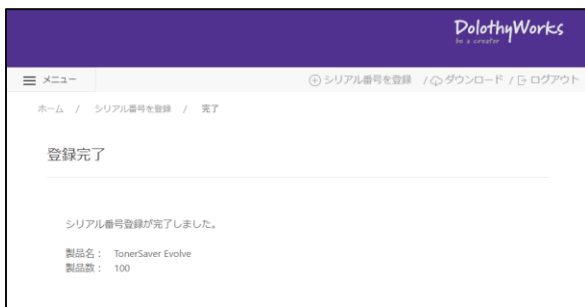 DolothyWorks
be a creator
メニュー
シリアル番号を登録 / ダウンロード / ログアウト
ホーム / シリアル番号を登録 / 完了
登録完了
シリアル番号登録が完了しました。
製品名： TonerSaver Evolve
製品数： 100